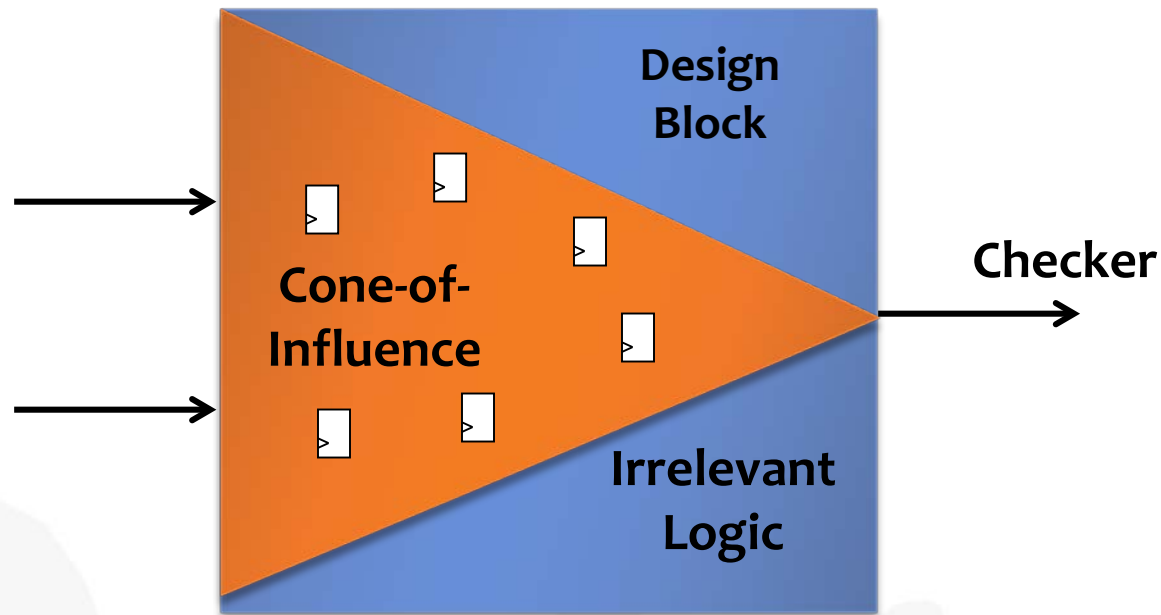 Design
Block
Checker
Cone-of-
Influence
Irrelevant
Logic